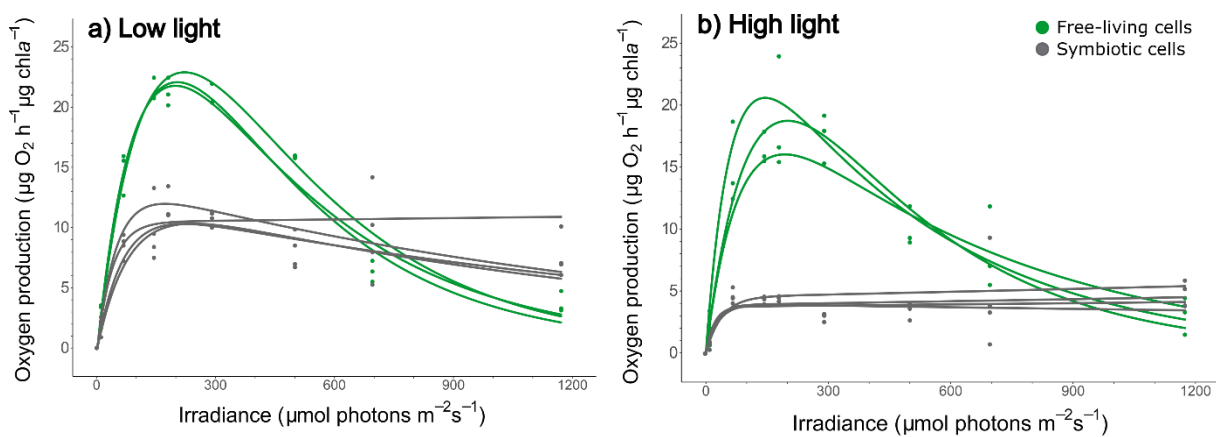 a) Low light
25
20
15
10
5
0
0
300
600
900
1200
Oxygen production (µg O₂ h⁻¹µg chla⁻¹)
Irradiance (µmol photons m⁻²s⁻¹)
b) High light
Free-living cells
Symbiotic cells
25
20
15
10
5
0
0
300
600
900
1200
Oxygen production (µg O₂ h⁻¹µg chla⁻¹)
Irradiance (µmol photons m⁻²s⁻¹)